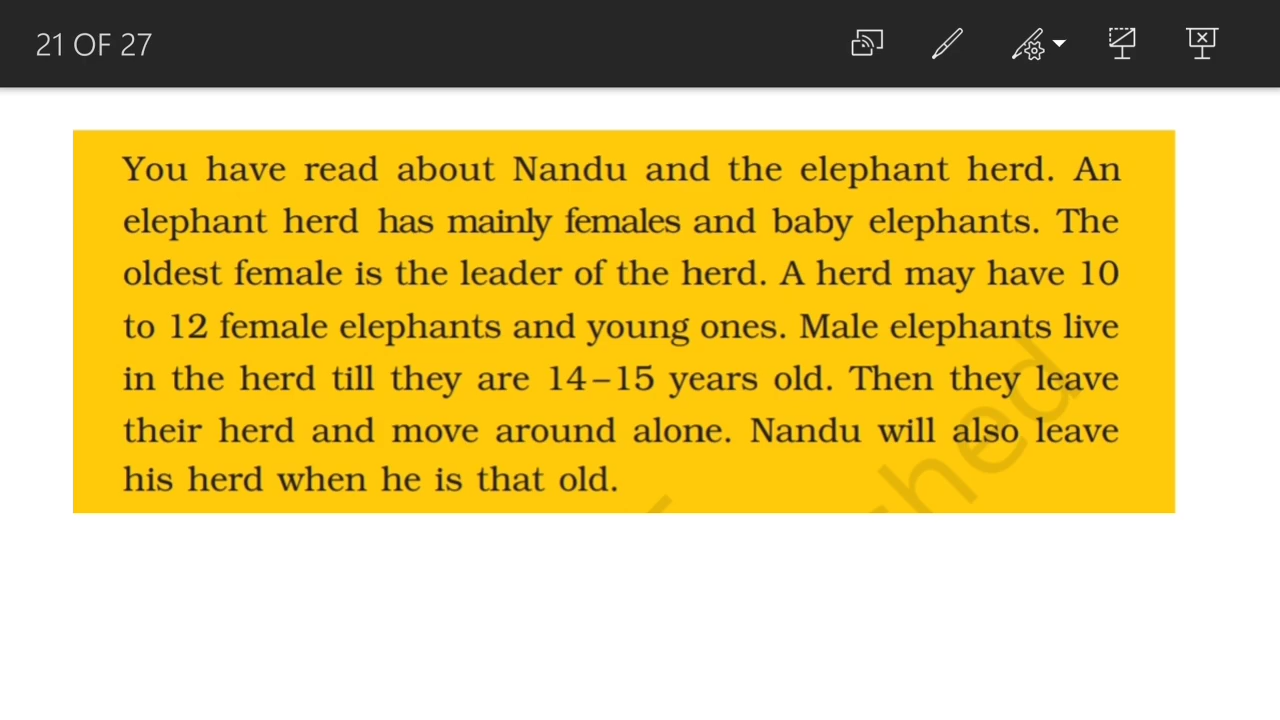 21 OF 27
You have read about Nandu and the elephant herd. An
elephant herd has mainly females and baby elephants. The
oldest female is the leader of the herd. A herd may have 10
to 12 female elephants and young ones. Male elephants live
in the herd till they are 14–15 years old. Then they leave
their herd and move around alone. Nandu will also leave
his herd when he is that old.